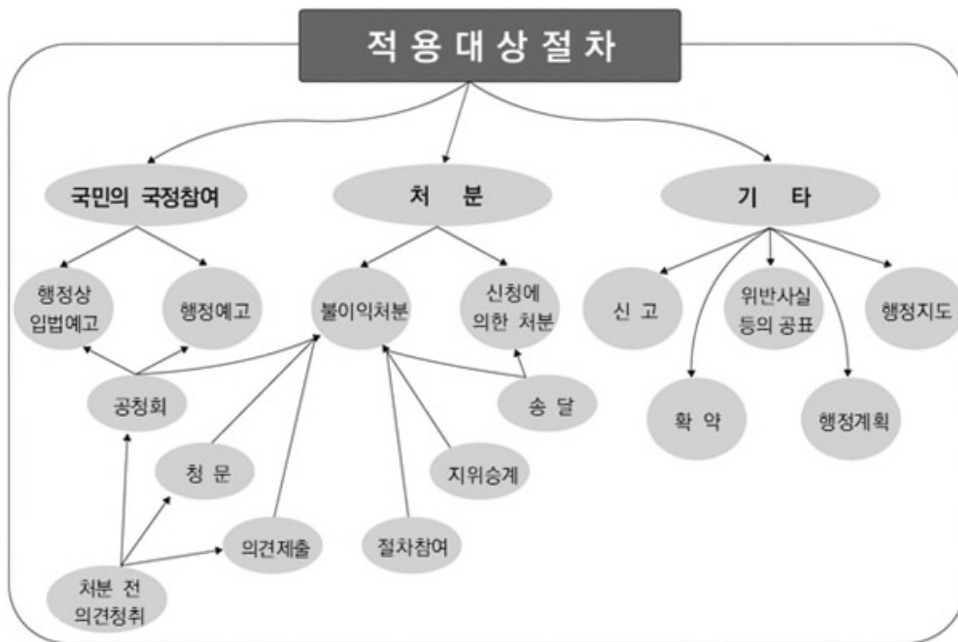 적용대상절차
국민의 국정참여
처 분
기 타
행정상
입법예고
행정예고
불이익처분
신청에
의한 처분
신 고
위반사실
등의 공표
행정지도
공청회
송 달
확 약
행정계획
청 문
지위승계
의견제출
절차참여
처분 전
의견청취